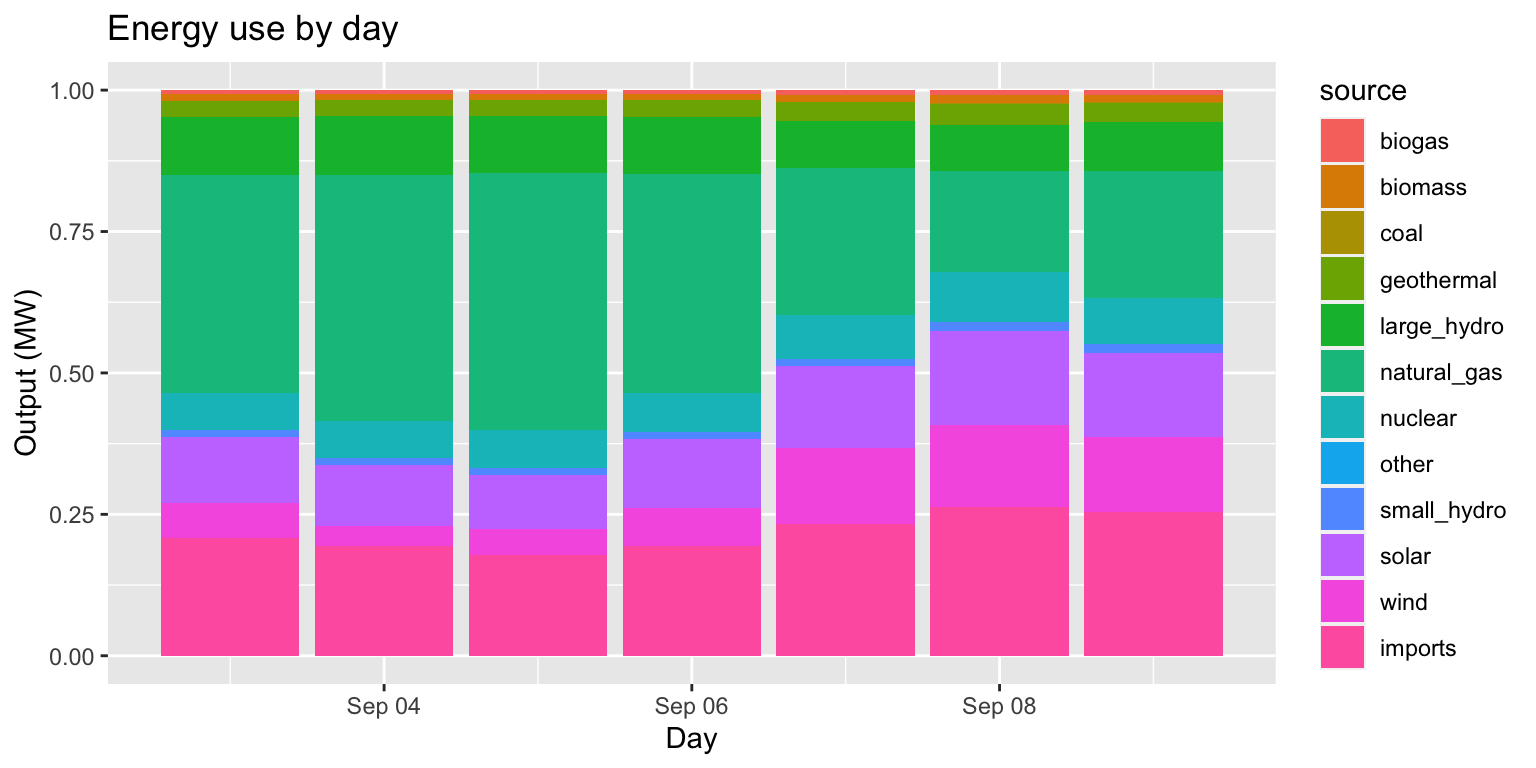 Energy use by day
Output (MW)
1.00
0.75
0.50
0.25
0.00
Sep 04
Sep 06
Sep 08
Day
source
biogas
biomass
coal
geothermal
large_hydro
natural_gas
nuclear
other
small_hydro
solar
wind
imports